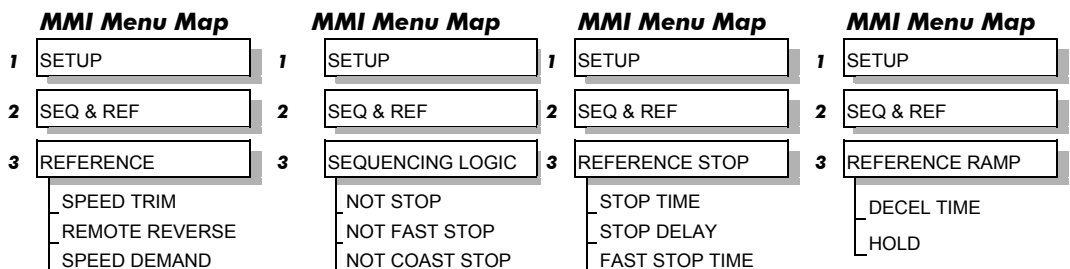 MMI Menu Map
1 SETUP
2 SEQ & REF
3 REFERENCE
SPEED TRIM
REMOTE REVERSE
SPEED DEMAND
MMI Menu Map
1 SETUP
2 SEQ & REF
3 SEQUENCING LOGIC
NOT STOP
NOT FAST STOP
NOT COAST STOP
MMI Menu Map
1 SETUP
2 SEQ & REF
3 REFERENCE STOP
STOP TIME
STOP DELAY
FAST STOP TIME
MMI Menu Map
1 SETUP
2 SEQ & REF
3 REFERENCE RAMP
DECEL TIME
HOLD